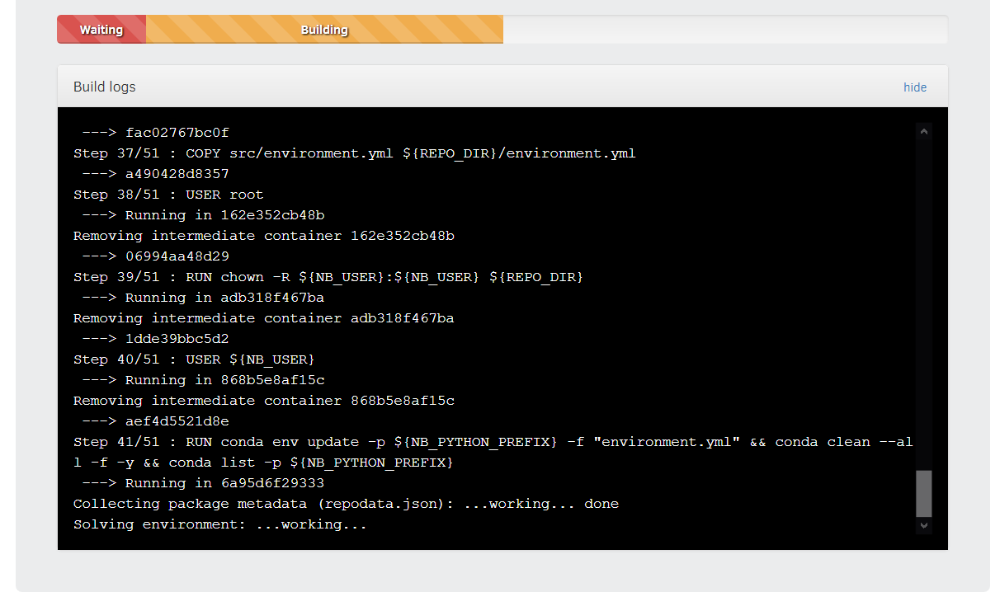 Waiting Building
Build logs hide
---> fac02767bc0f
Step 37/51 : COPY src/environment.yml ${REPO_DIR}/environment.yml
---> a490428d8357
Step 38/51 : USER root
---> Running in 162e352cb48b
Removing intermediate container 162e352cb48b
---> 06994aa48d29
Step 39/51 : RUN chown -R ${NB_USER}:${NB_USER} ${REPO_DIR}
---> Running in adb318f467ba
Removing intermediate container adb318f467ba
---> 1dde39bbc5d2
Step 40/51 : USER ${NB_USER}
---> Running in 868b5e8af15c
Removing intermediate container 868b5e8af15c
---> aef4d5521d8e
Step 41/51 : RUN conda env update -p ${NB_PYTHON_PREFIX} -f "environment.yml" && conda clean --al
l -f -y && conda list -p ${NB_PYTHON_PREFIX}
---> Running in 6a95d6f29333
Collecting package metadata (repodata.json): ...working... done
Solving environment: ...working...